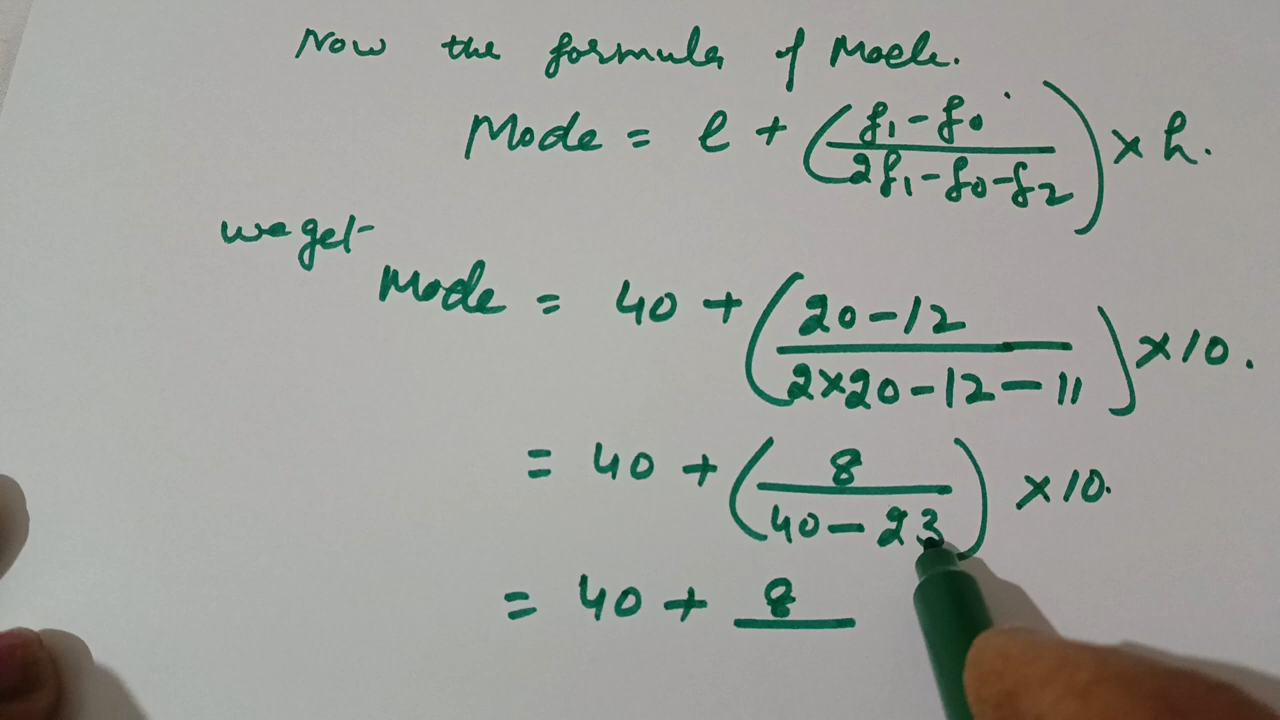 Now the formula of Mode.
Mode = l + (f₁-f₀ / 2f₁-f₀-f₂) × h.
we get
Mode = 40 + (20-12 / 2×20-12-11) ×10.
= 40 + (8 / 40-23) ×10.
= 40 + 8